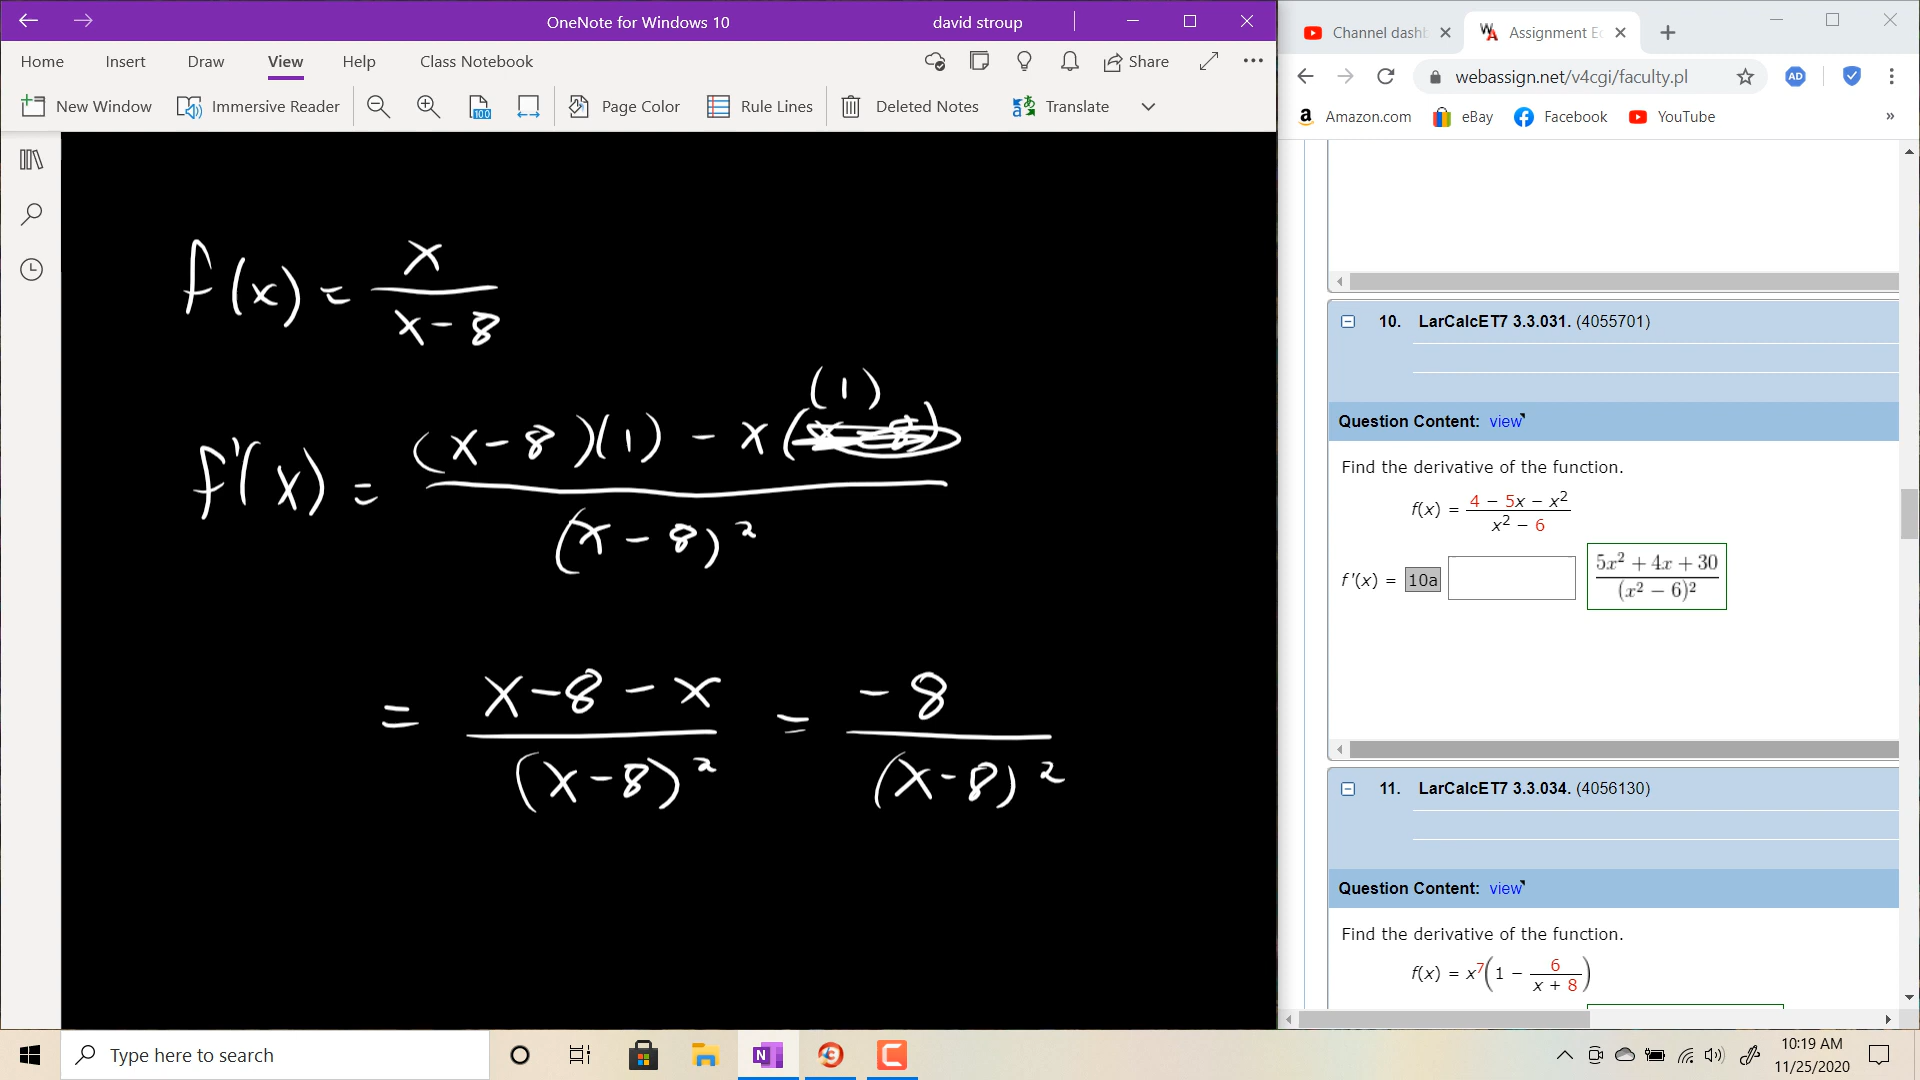 OneNote for Windows 10
david stroup
Home Insert Draw View Help Class Notebook
Share
New Window Immersive Reader 100 Page Color Rule Lines Deleted Notes Translate
f(x) = x / x - 8
f'(x) = (x - 8)(1) - x (1) / (x - 8)²
= x - 8 - x / (x - 8)² = -8 / (x - 8)²
Channel dashb
Assignment Ec
webassign.net/v4cgi/faculty.pl
AD
Amazon.com eBay Facebook YouTube »
10. LarCalcET7 3.3.031. (4055701)
Question Content: view
Find the derivative of the function.
f(x) = 4 − 5x − x² / x² − 6
f'(x) = 10a 5x² + 4x + 30 / (x² − 6)²
11. LarCalcET7 3.3.034. (4056130)
Question Content: view
Find the derivative of the function.
f(x) = x⁷(1 − 6 / x + 8)
Type here to search
10:19 AM
11/25/2020